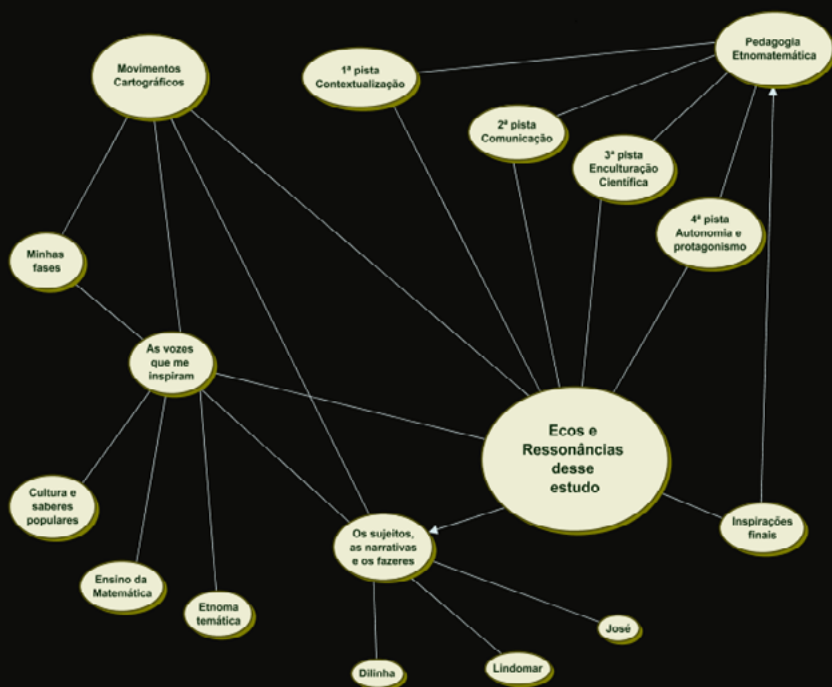 Movimentos
Cartográficos
1ª pista
Contextualização
Pedagogia
Etnomatemática
2ª pista
Comunicação
3ª pista
Enculturação
Científica
4ª pista
Autonomia e
protagonismo
Minhas
fases
As vozes
que me
inspiram
Ecos e
Ressonâncias
desse
estudo
Cultura e
saberes
populares
Ensino da
Matemática
Etnoma
temática
Os sujeitos,
as narrativas
e os fazeres
Inspirações
finais
José
Lindomar
Dilinha